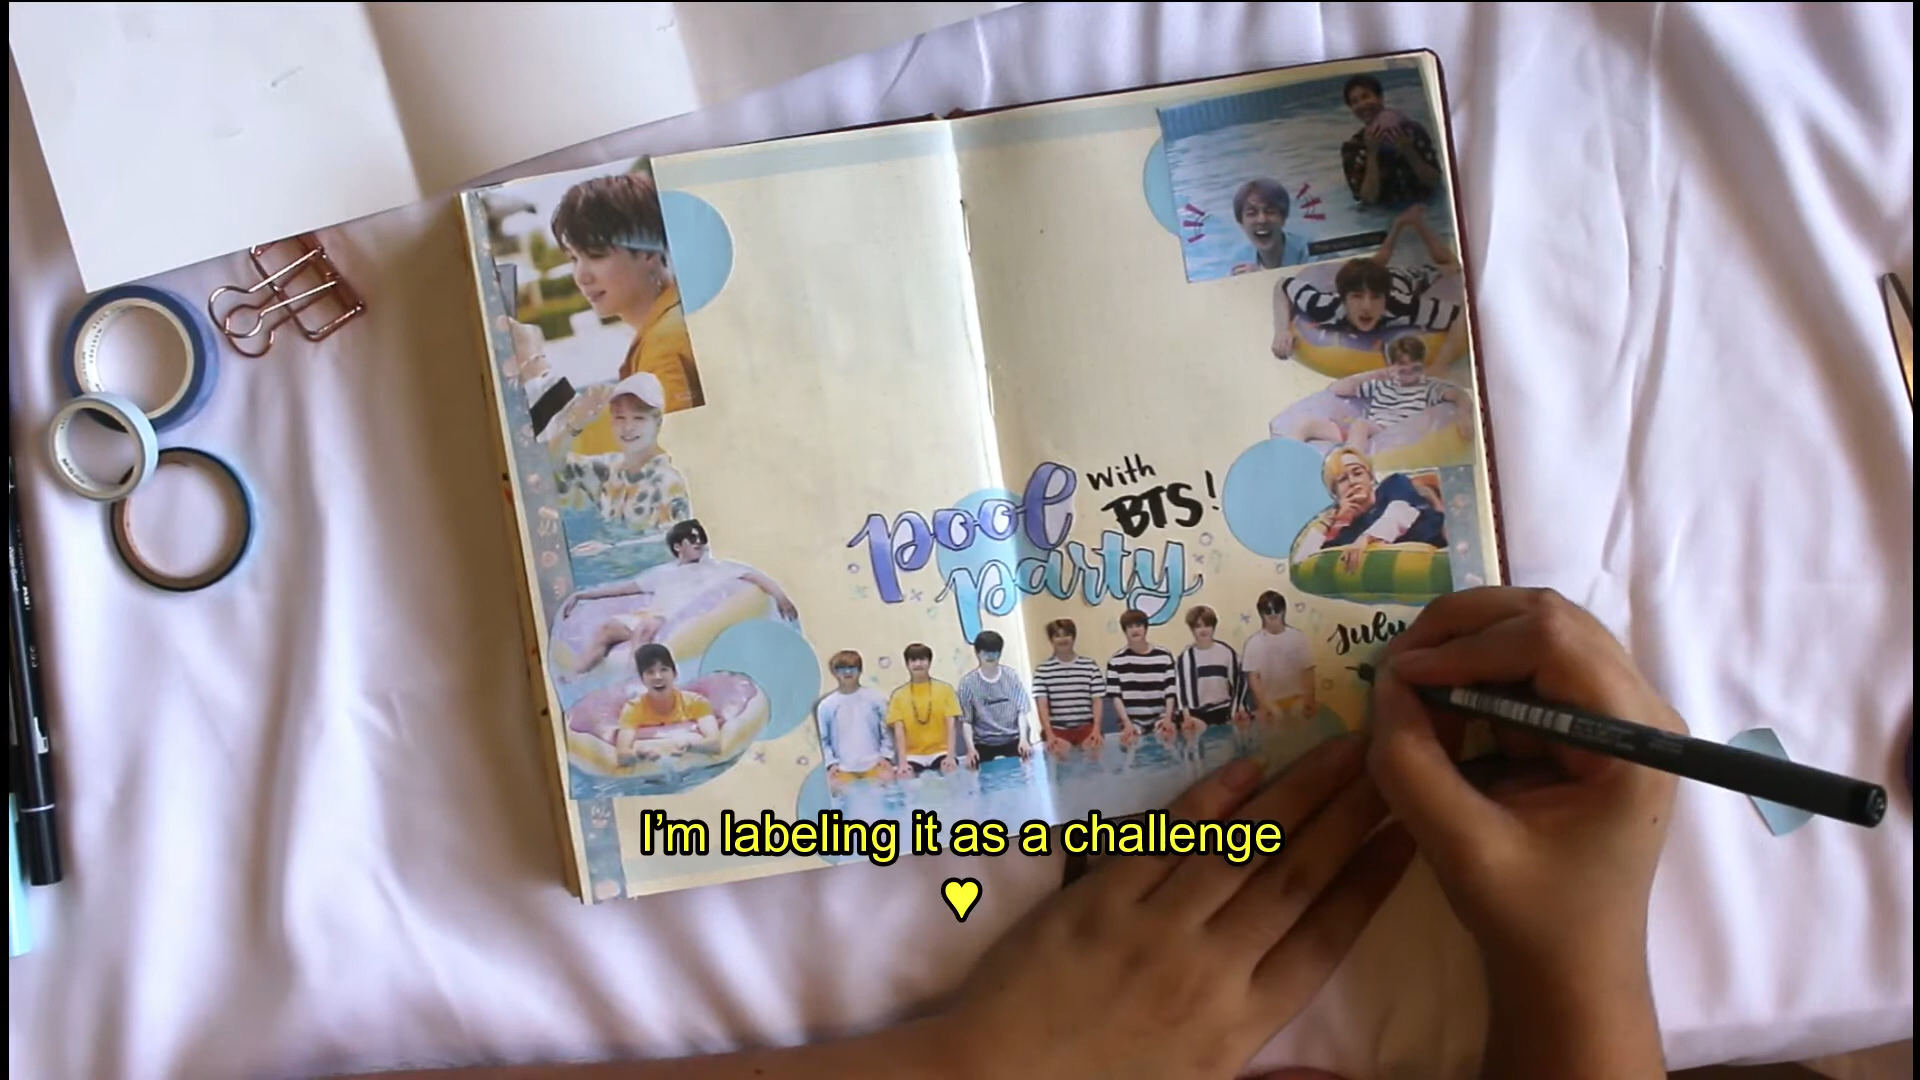 with
BTS!
pool
party
July
I'm labeling it as a challenge
♥